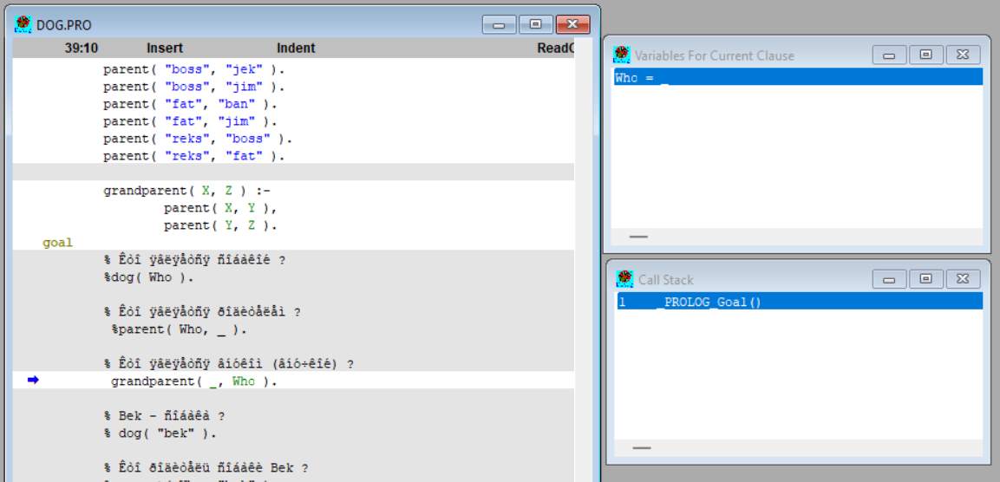 DOG.PRO
39:10 Insert Indent ReadO
parent( "boss", "jek" ).
parent( "boss", "jim" ).
parent( "fat", "ban" ).
parent( "fat", "jim" ).
parent( "reks", "boss" ).
parent( "reks", "fat" ).
grandparent( X, Z ) :-
parent( X, Y ),
parent( Y, Z ).
goal
% Êòî ÿâëÿåòñÿ ñîáàêîé ?
%dog( Who ).
% Êòî ÿâëÿåòñÿ ðîäèòåëåì ?
%parent( Who, _ ).
% Êòî ÿâëÿåòñÿ âíóêîì (âíó÷êîé) ?
grandparent( _, Who ).
% Bek - ñîáàêà ?
% dog( "bek" ).
% Êòî ðîäèòåëü ñîáàêè Bek ?
Variables For Current Clause
Who = _
Call Stack
1 _PROLOG_Goal()